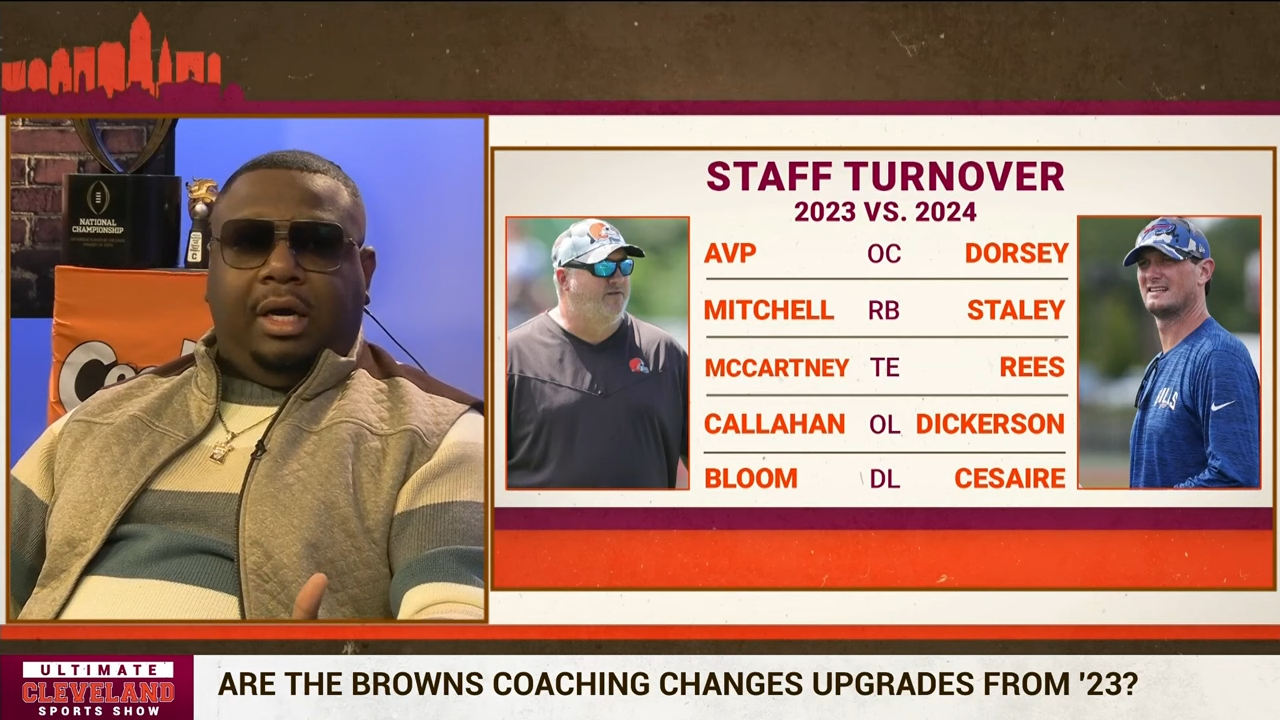 NATIONAL
CHAMPIONSHIP
STAFF TURNOVER
2023 VS. 2024
AVP OC DORSEY
MITCHELL RB STALEY
MCCARTNEY TE REES
CALLAHAN OL DICKERSON
BLOOM DL CESAIRE
ULTIMATE
CLEVELAND
SPORTS SHOW
ARE THE BROWNS COACHING CHANGES UPGRADES FROM '23?